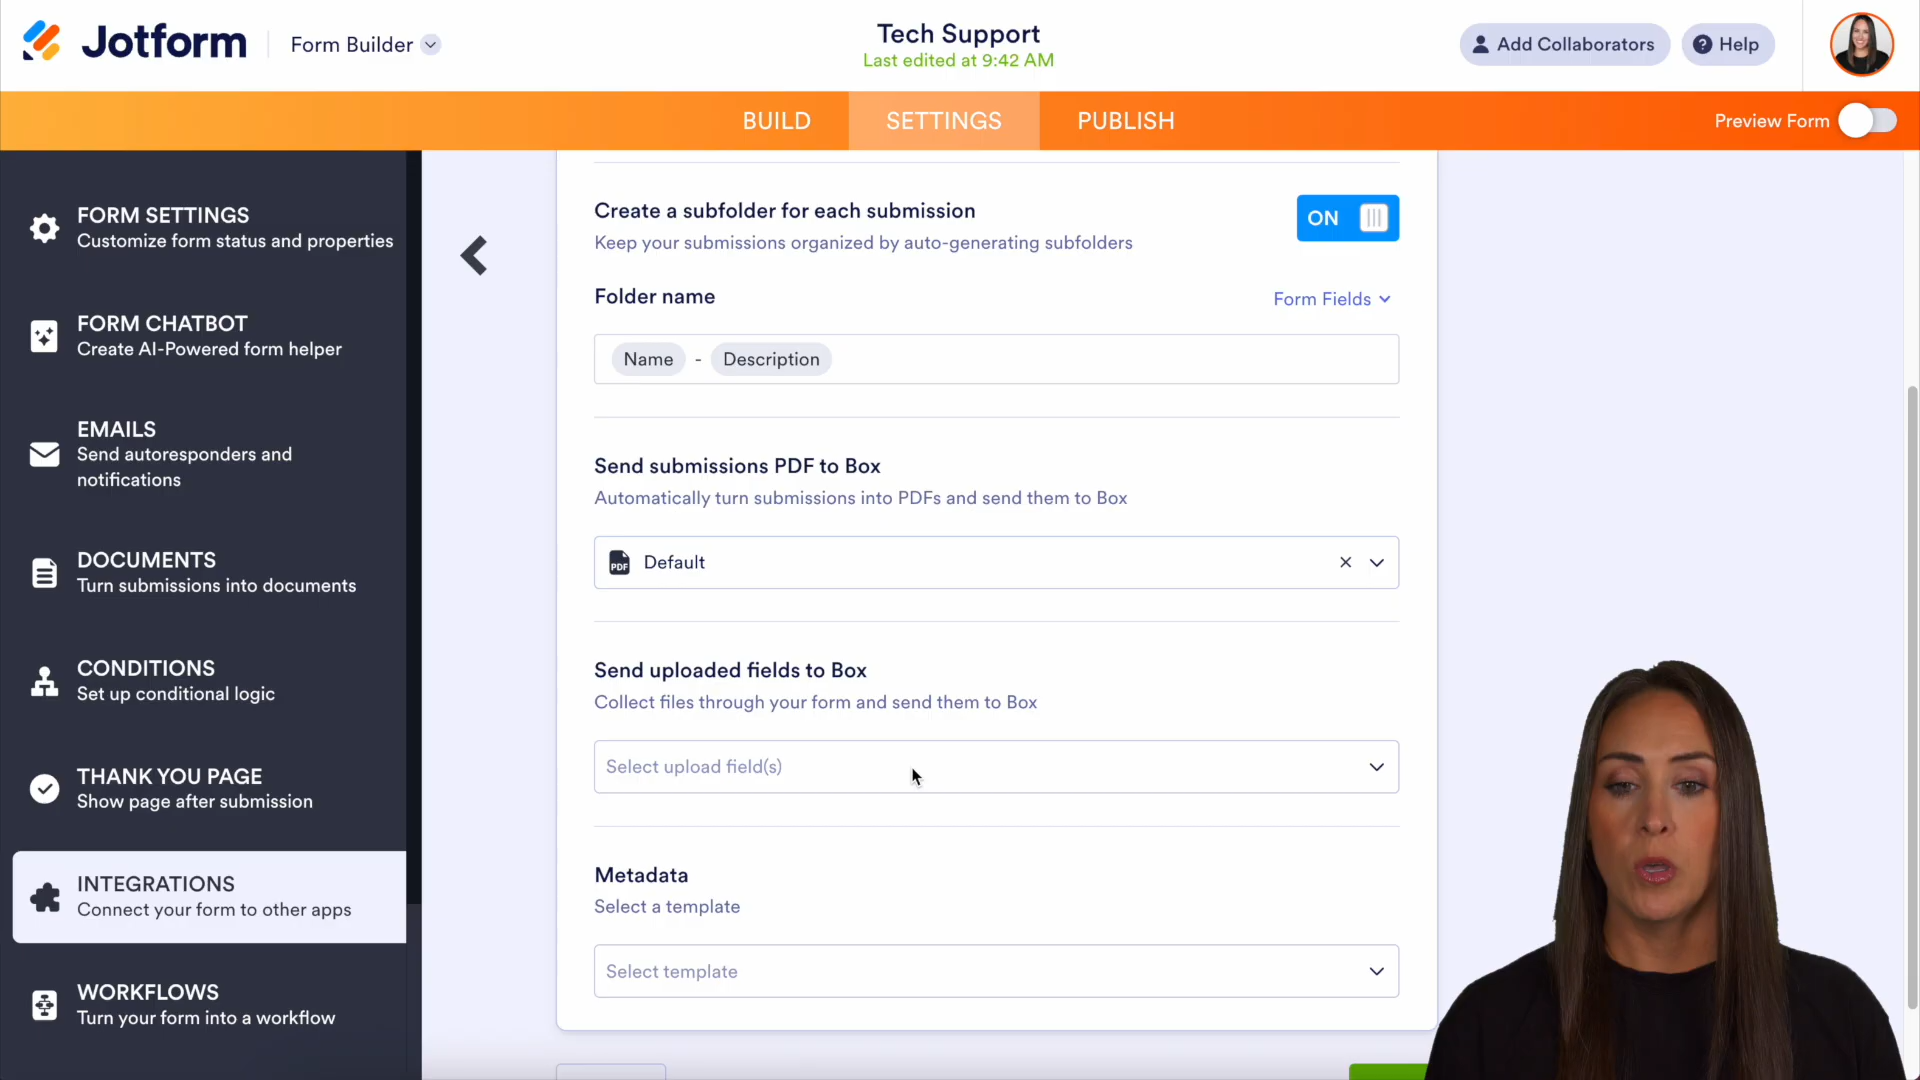 Jotform
Form Builder
Tech Support
Last edited at 9:42 AM
Add Collaborators
Help
BUILD
SETTINGS
PUBLISH
Preview Form
FORM SETTINGS
Customize form status and properties
FORM CHATBOT
Create AI-Powered form helper
EMAILS
Send autoresponders and
notifications
DOCUMENTS
Turn submissions into documents
CONDITIONS
Set up conditional logic
THANK YOU PAGE
Show page after submission
INTEGRATIONS
Connect your form to other apps
WORKFLOWS
Turn your form into a workflow
Create a subfolder for each submission
ON
Keep your submissions organized by auto-generating subfolders
Folder name
Form Fields
Name - Description
Send submissions PDF to Box
Automatically turn submissions into PDFs and send them to Box
PDF Default
Send uploaded fields to Box
Collect files through your form and send them to Box
Select upload field(s)
Metadata
Select a template
Select template